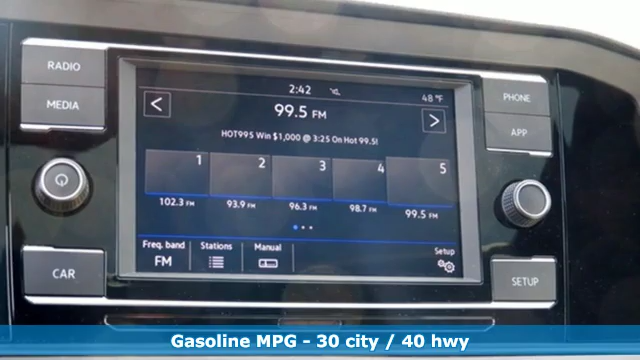 RADIO
MEDIA
CAR
2:42
48 °F
99.5 FM
HOT995 Win $1,000 @ 3:25 On Hot 99.5!
1 2 3 4 5
102.3 FM 93.9 FM 96.3 FM 98.7 FM 99.5 FM
Freq. band Stations Manual Setup
FM
PHONE
APP
SETUP
Gasoline MPG - 30 city / 40 hwy